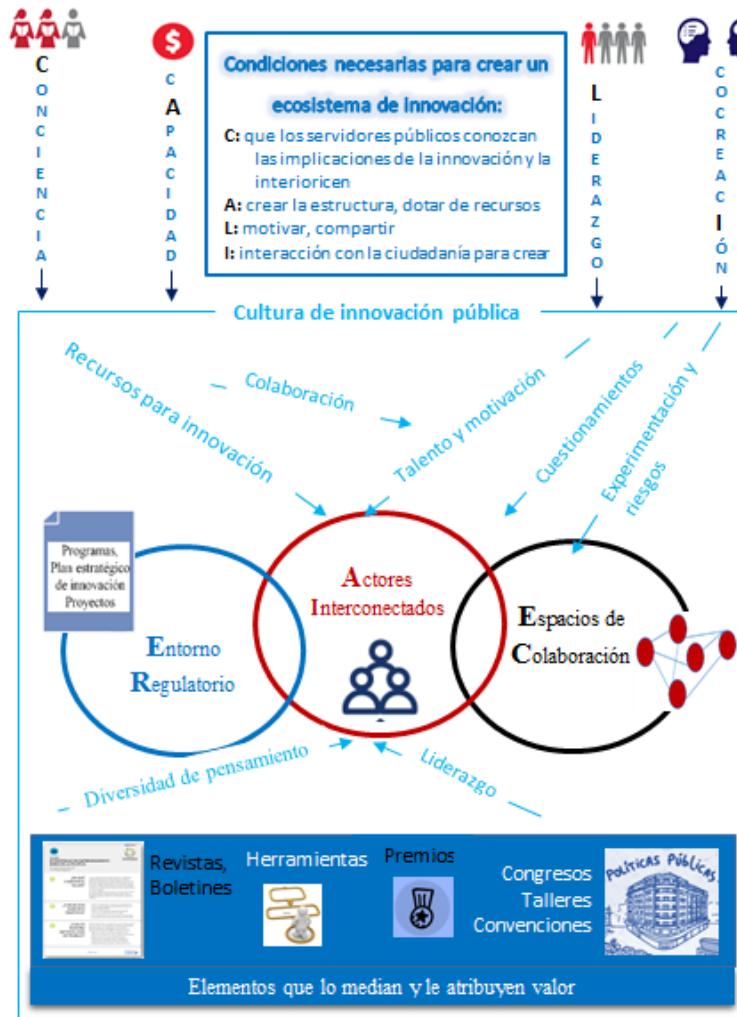 CONCIENCIA
CAPACIDAD
Condiciones necesarias para crear un
ecosistema de innovación:
C: que los servidores públicos conozcan
las implicaciones de la innovación y la
interioricen
A: crear la estructura, dotar de recursos
L: motivar, compartir
I: interacción con la ciudadanía para crear
LIDERAZGO
COCREACIÓN
Cultura de innovación pública
Recursos para innovación
Colaboración
Talento y motivación
Cuestionamientos
Experimentación y
riesgos
Programas,
Plan estratégico
de innovación
Proyectos
Entorno
Regulatorio
Actores
Interconectados
Espacios de
Colaboración
Diversidad de pensamiento
Liderazgo
Revistas,
Boletines
Herramientas
Premios
Congresos
Talleres
Convenciones
POLÍTICAS PÚBLICAS
Elementos que lo median y le atribuyen valor